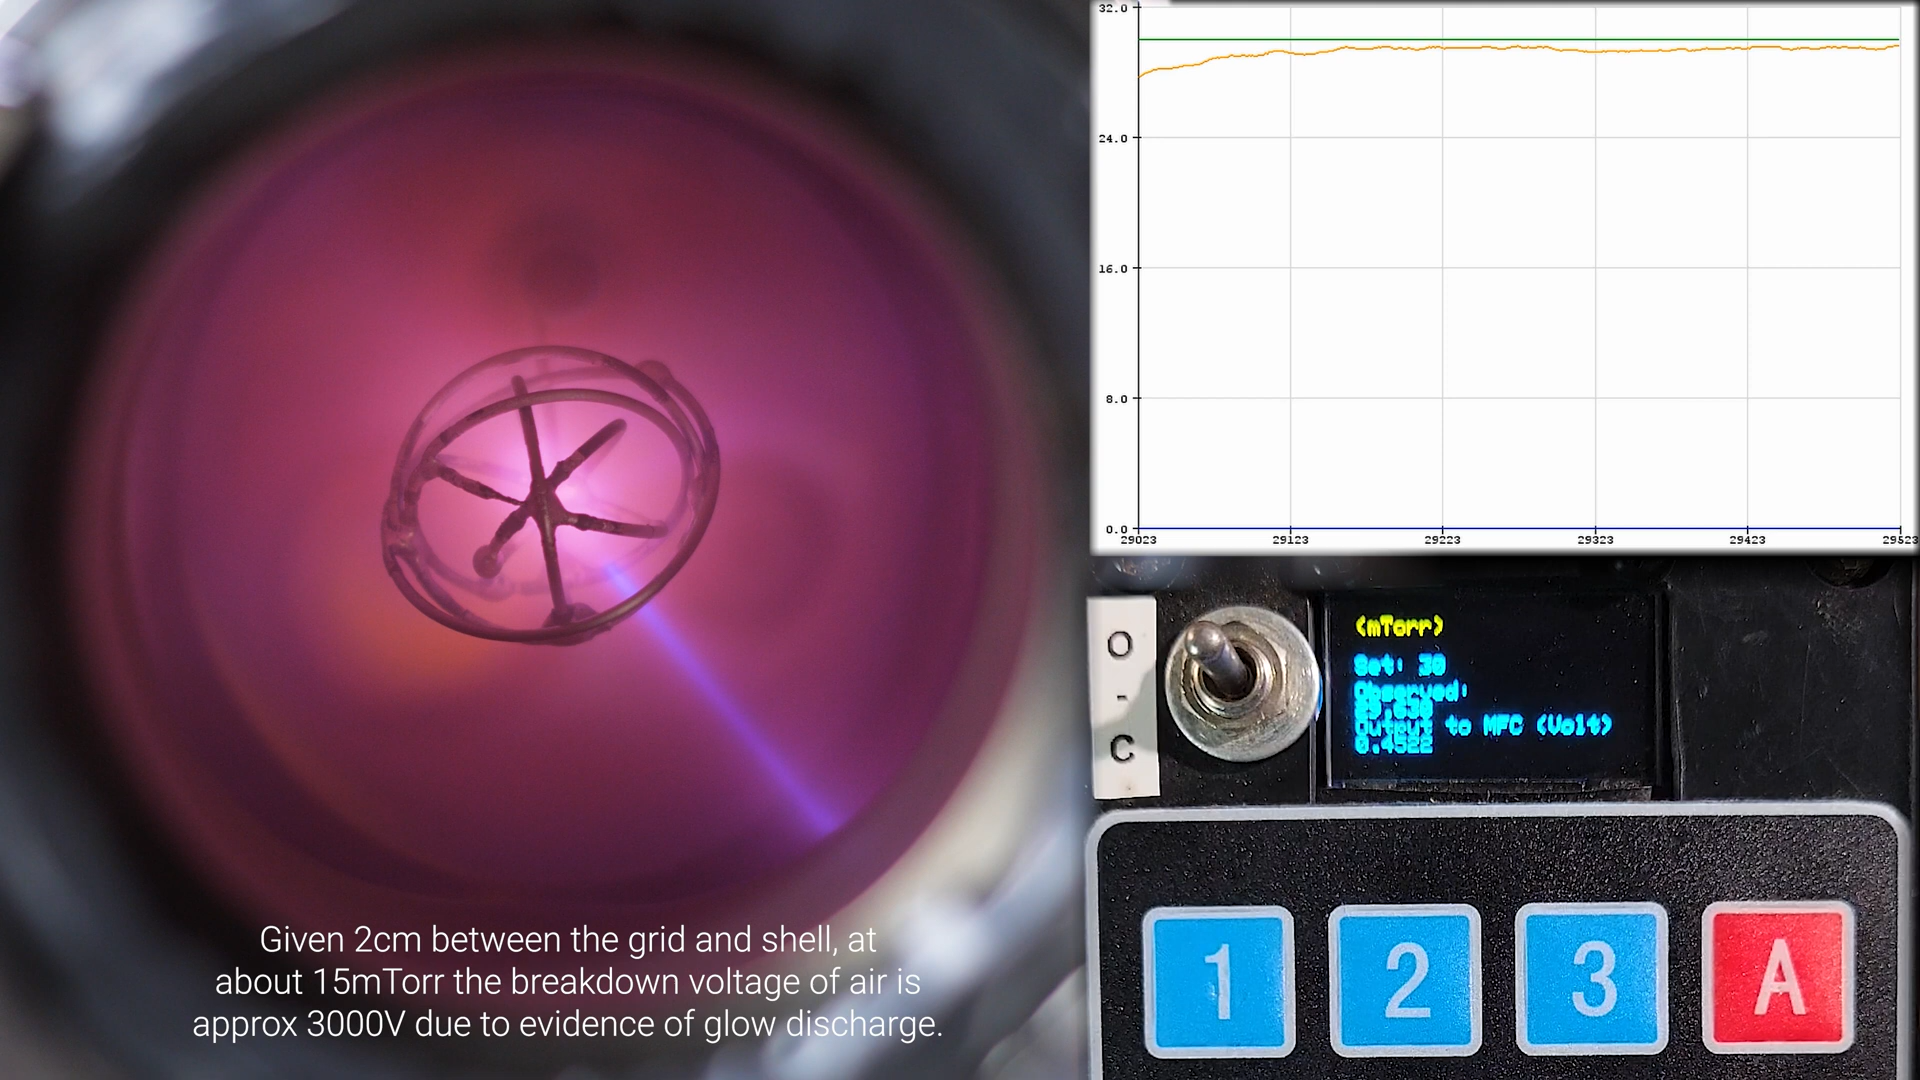 Given 2cm between the grid and shell, at
about 15mTorr the breakdown voltage of air is
approx 3000V due to evidence of glow discharge.
32.0
24.0
16.0
8.0
0.0
29023 29123 29223 29323 29423 29523
O
-
C
(mTorr)
Set: 30
Observed:
Output to MFC (Volt)
1 2 3 A